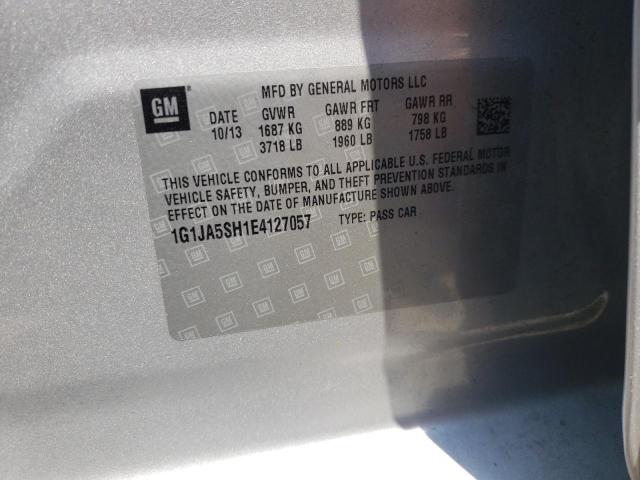 GM
MFD BY GENERAL MOTORS LLC
DATE GVWR GAWR FRT GAWR RR
10/13 1687 KG 889 KG 798 KG
3718 LB 1960 LB 1758 LB
THIS VEHICLE CONFORMS TO ALL APPLICABLE U.S. FEDERAL MOTOR
VEHICLE SAFETY, BUMPER, AND THEFT PREVENTION STANDARDS IN
EFFECT ON THE DATE OF MANUFACTURE SHOWN ABOVE.
1G1JA5SH1E4127057 TYPE: PASS CAR